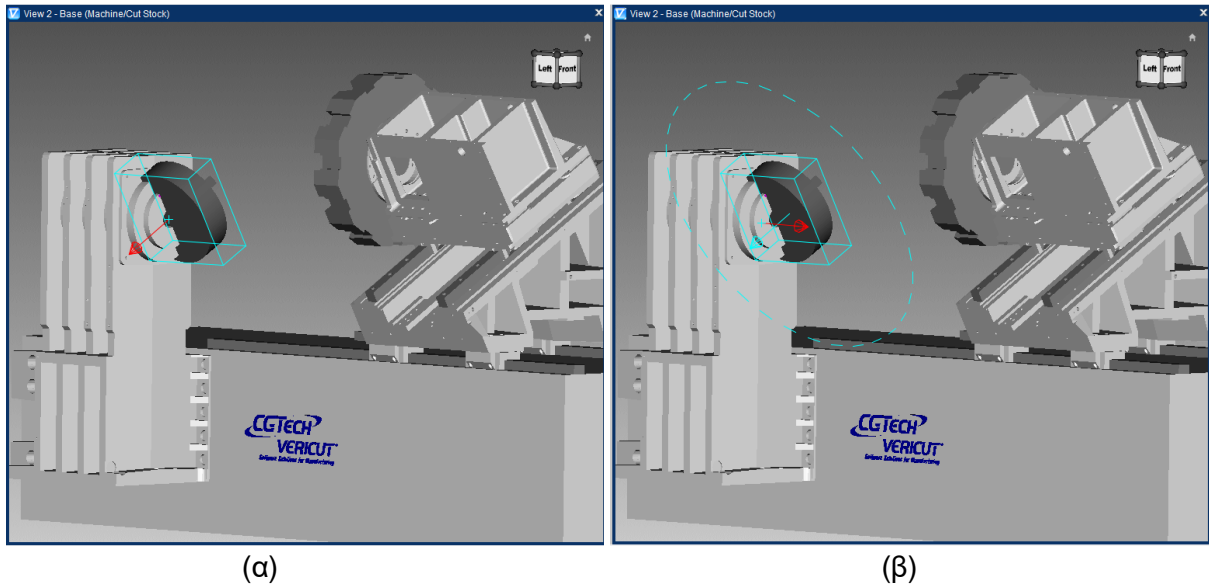 View 2 - Base (Machine/Cut Stock) X
Left Front
CGTECH
VERICUT
View 2 - Base (Machine/Cut Stock) X
Left Front
CGTECH
VERICUT
(α)
(β)